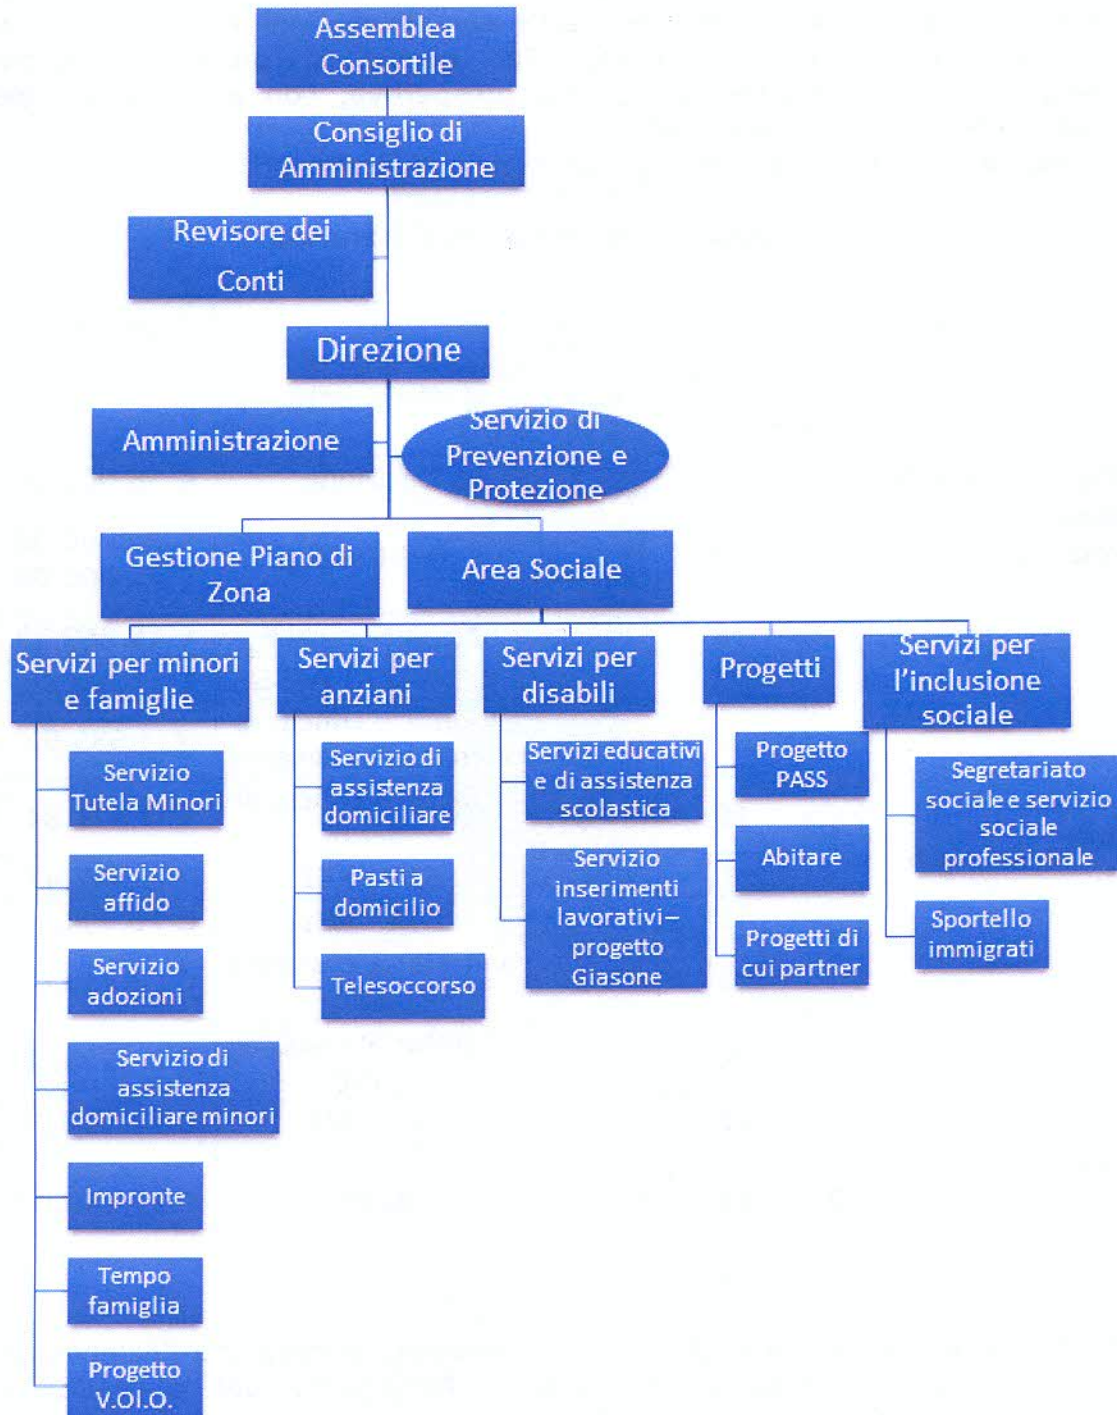 Assemblea
Consortile
Consiglio di
Amministrazione
Revisore dei
Conti
Direzione
Amministrazione
Servizio di
Prevenzione e
Protezione
Gestione Piano di
Zona
Area Sociale
Servizi per minori
e famiglie
Servizio
Tutela Minori
Servizio
affido
Servizio
adozioni
Servizio di
assistenza
domiciliare minori
Impronte
Tempo
famiglia
Progetto
V.Ol.O.
Servizi per
anziani
Servizio di
assistenza
domiciliare
Pasti a
domicilio
Telesoccorso
Servizi per
disabili
Servizi educativi
e di assistenza
scolastica
Servizio
inserimenti
lavorativi–
progetto
Giasone
Progetti
Progetto
PASS
Abitare
Progetti di
cui partner
Servizi per
l'inclusione
sociale
Segretariato
sociale e servizio
sociale
professionale
Sportello
immigrati